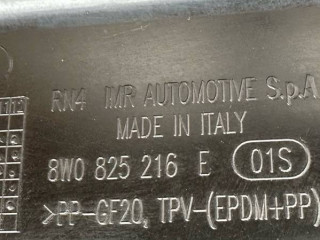 RN4 IMR AUTOMOTIVE S.p.A
MADE IN ITALY
8W0 825 216 E 01S
>PP-GF20, TPV-(EPDM+PP)